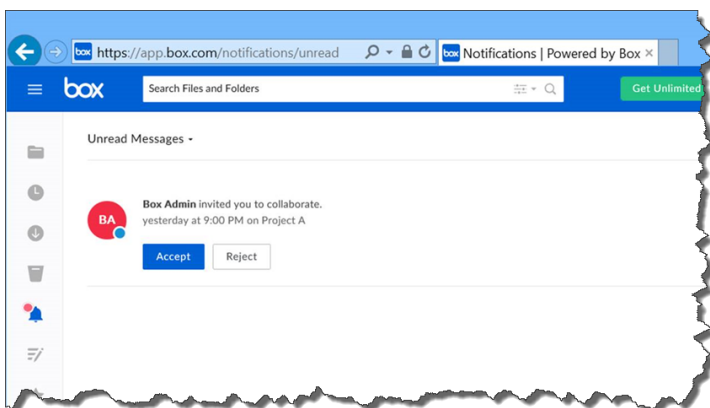 box https://app.box.com/notifications/unread
box Notifications | Powered by Box ×
box
Search Files and Folders
Get Unlimited
Unread Messages
BA
Box Admin invited you to collaborate.
yesterday at 9:00 PM on Project A
Accept Reject